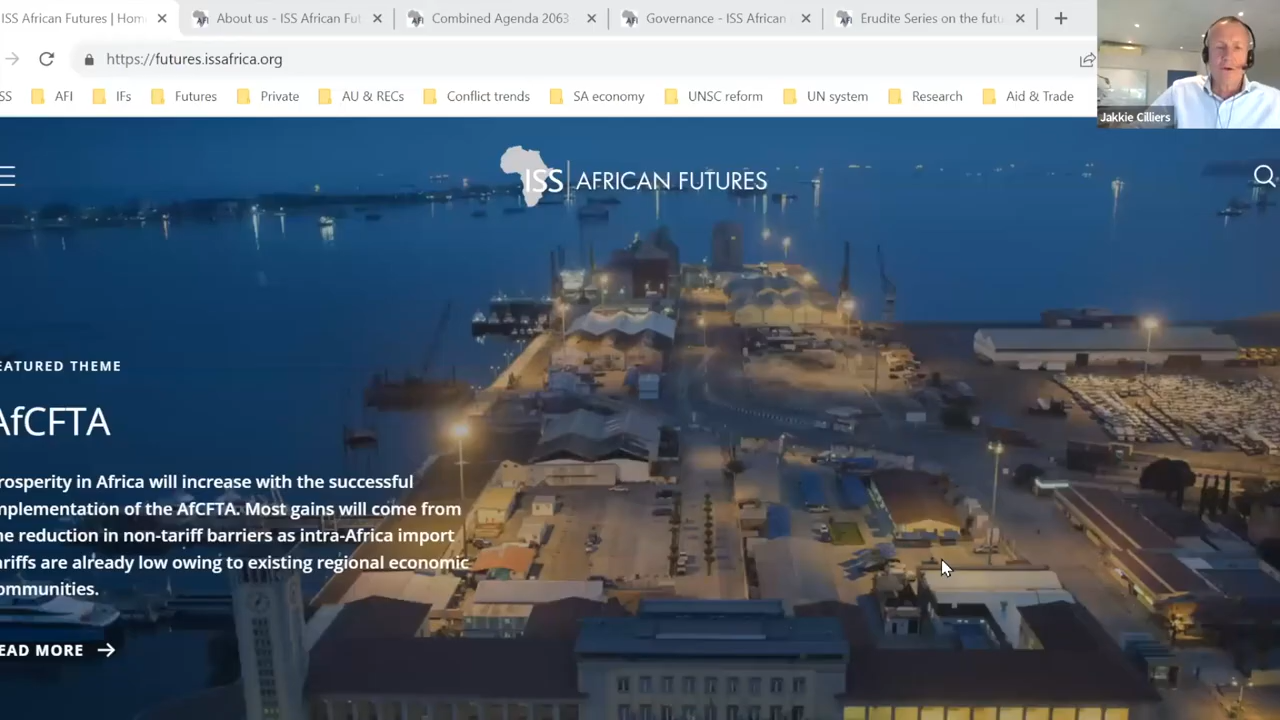 ISS African Futures | Hom
About us - ISS African Fut
Combined Agenda 2063
Governance - ISS African
Erudite Series on the futu
https://futures.issafrica.org
SS
AFI
IFs
Futures
Private
AU & RECs
Conflict trends
SA economy
UNSC reform
UN system
Research
Aid & Trade
Jakkie Cilliers
ISS AFRICAN FUTURES
EATURED THEME
AfCFTA
rosperity in Africa will increase with the successful
mplementation of the AfCFTA. Most gains will come from
he reduction in non-tariff barriers as intra-Africa import
ariffs are already low owing to existing regional economic
ommunities.
EAD MORE